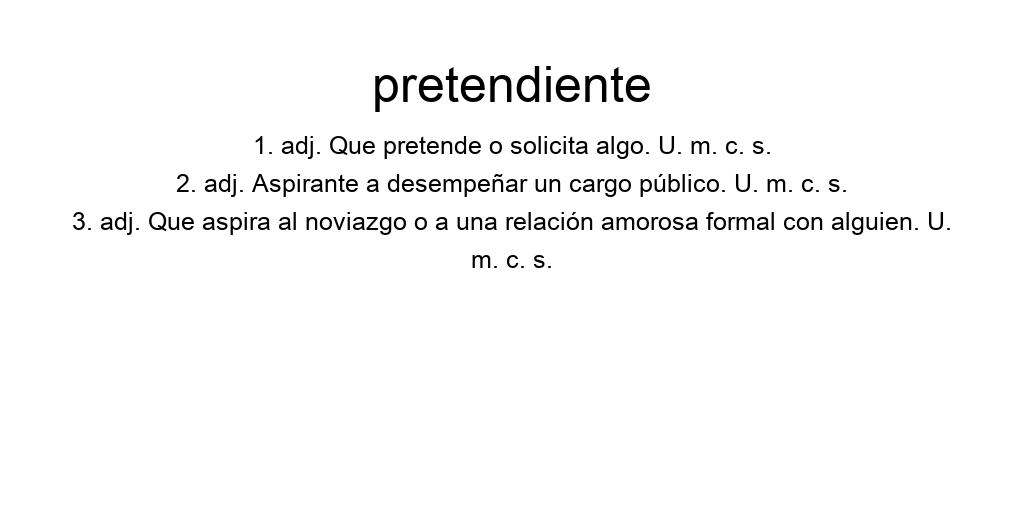 pretendiente
1. adj. Que pretende o solicita algo. U. m. c. s.
2. adj. Aspirante a desempeñar un cargo público. U. m. c. s.
3. adj. Que aspira al noviazgo o a una relación amorosa formal con alguien. U.
m. c. s.